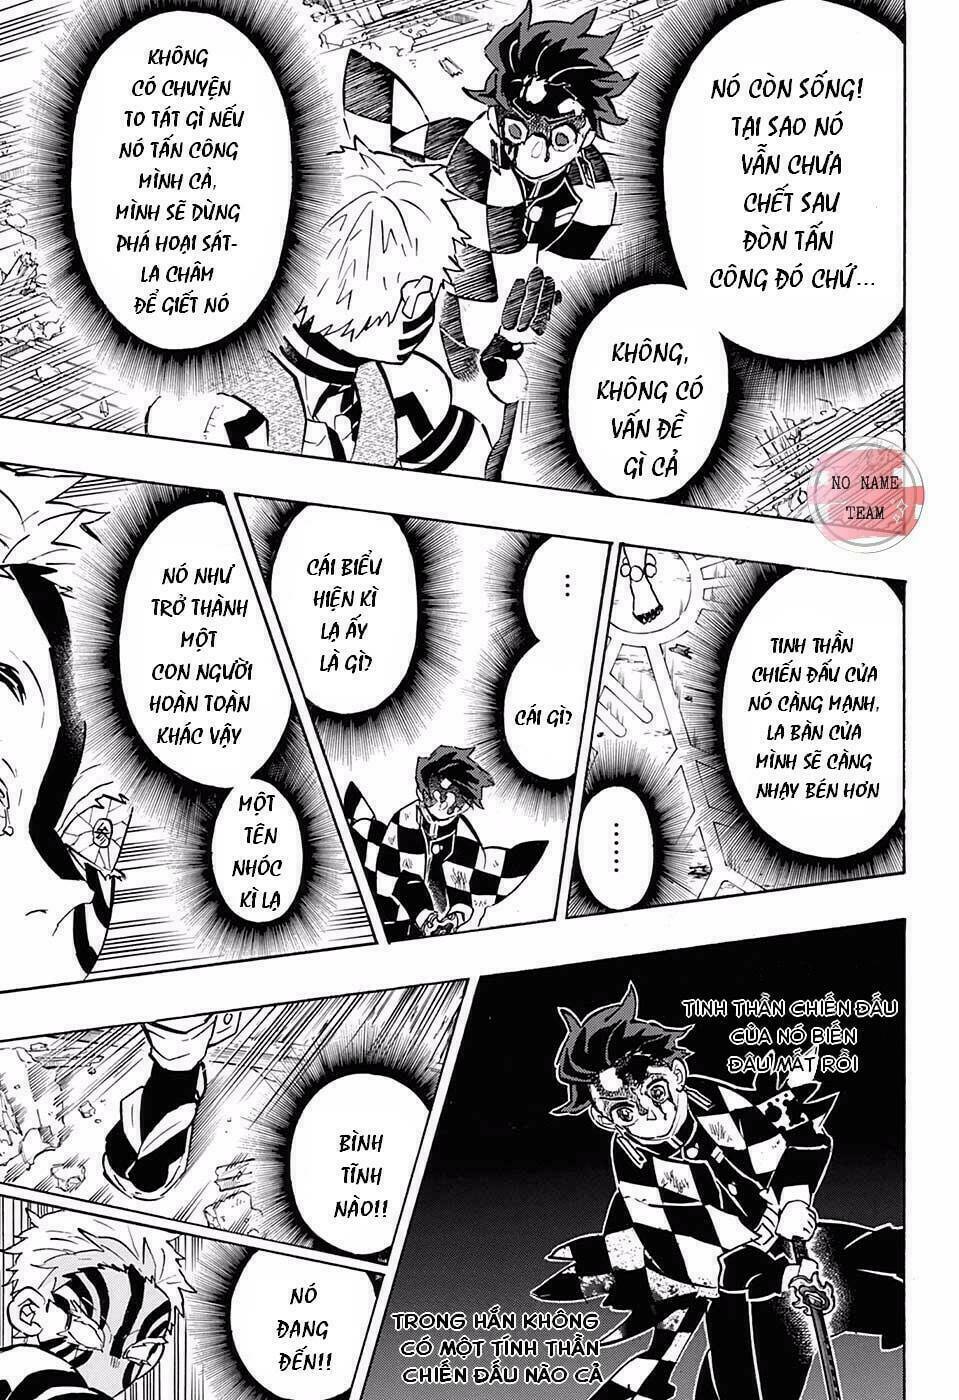 NÓ CÒN SỐNG!
TẠI SAO NÓ
VẪN CHƯA
CHẾT SAU
ĐÒN TẤN
CÔNG ĐÓ CHỨ...
KHÔNG,
KHÔNG CÓ
VẤN ĐỀ
GÌ CẢ
KHÔNG
CÓ CHUYỆN
TO TÁT GÌ NẾU
NÓ TẤN CÔNG
MÌNH CẢ,
MÌNH SẼ DÙNG
PHÁ HOẠI SÁT-
LA CHÂM
ĐỂ GIẾT NÓ
NO NAME
TEAM
TINH THẦN
CHIẾN ĐẤU CỦA
NÓ CÀNG MẠNH,
LA BÀN CỦA
MÌNH SẼ CÀNG
NHẠY BÉN HƠN
...
...
CÁI GÌ?
CÁI BIỂU
HIỆN KÌ
LẠ ẤY
LÀ GÌ?
NÓ NHƯ
TRỞ THÀNH
MỘT
CON NGƯỜI
HOÀN TOÀN
KHÁC VẬY
MỘT
TÊN
NHÓC
KÌ LẠ
TINH THẦN CHIẾN ĐẤU
CỦA NÓ BIẾN
ĐÂU MẤT RỒI
TRONG HẮN KHÔNG
CÓ MỘT TÍNH THẦN
CHIẾN ĐẤU NÀO CẢ
BÌNH
TĨNH
NÀO!!
NÓ
ĐANG
ĐẾN!!